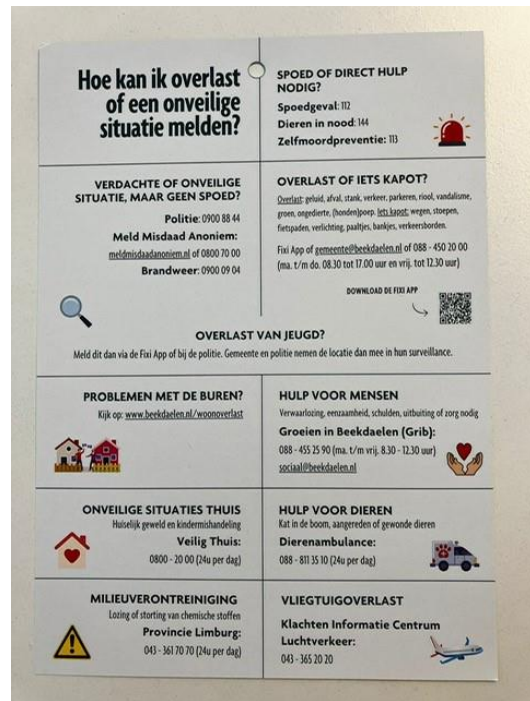 Hoe kan ik overlast
of een onveilige
situatie melden?
SPOED OF DIRECT HULP
NODIG?
Spoedgeval: 112
Dieren in nood: 144
Zelfmoordpreventie: 113
VERDACHTE OF ONVEILIGE
SITUATIE, MAAR GEEN SPOED?
Politie: 0900 88 44
Meld Misdaad Anoniem:
meldmisdaadanoniem.nl of 0800 70 00
Brandweer: 0900 09 04
OVERLAST OF IETS KAPOT?
Overlast: geluid, afval, stank, verkeer, parkeren, riool, vandalisme,
groen, ongedierte, (honden)poep. Iets kapot: wegen, stoepen,
fietspaden, verlichting, paaltjes, bankjes, verkeersborden.
Fixi App of gemeente@beekdaelen.nl of 088 - 450 20 00
(ma. t/m do. 08.30 tot 17.00 uur en vrij. tot 12.30 uur)
DOWNLOAD DE FIXI APP
OVERLAST VAN JEUGD?
Meld dit dan via de Fixi App of bij de politie. Gemeente en politie nemen de locatie dan mee in hun surveillance.
PROBLEMEN MET DE BUREN?
Kijk op: www.beekdaelen.nl/woonoverlast
HULP VOOR MENSEN
Verwaarlozing, eenzaamheid, schulden, uitbuiting of zorg nodig
Groeien in Beekdaelen (Grib):
088 - 455 25 90 (ma. t/m vrij. 8.30 - 12.30 uur)
sociaal@beekdaelen.nl
ONVEILIGE SITUATIES THUIS
Huiselijk geweld en kindermishandeling
Veilig Thuis:
0800 - 20 00 (24u per dag)
HULP VOOR DIEREN
Kat in de boom, aangereden of gewonde dieren
Dierenambulance:
088 - 811 35 10 (24u per dag)
MILIEUVERONTREINIGING
Lozing of storting van chemische stoffen
Provincie Limburg:
043 - 361 70 70 (24u per dag)
VLIEGTUIGOVERLAST
Klachten Informatie Centrum
Luchtverkeer:
043 - 365 20 20